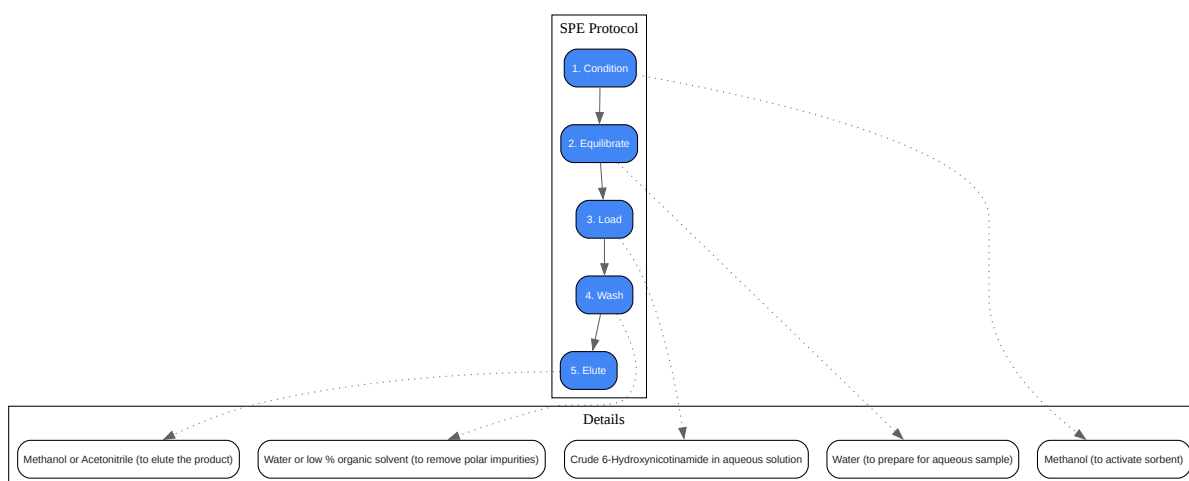 SPE Protocol
1. Condition
2. Equilibrate
3. Load
4. Wash
5. Elute
Details
Methanol or Acetonitrile (to elute the product)
Water or low % organic solvent (to remove polar impurities)
Crude 6-Hydroxynicotinamide in aqueous solution
Water (to prepare for aqueous sample)
Methanol (to activate sorbent)